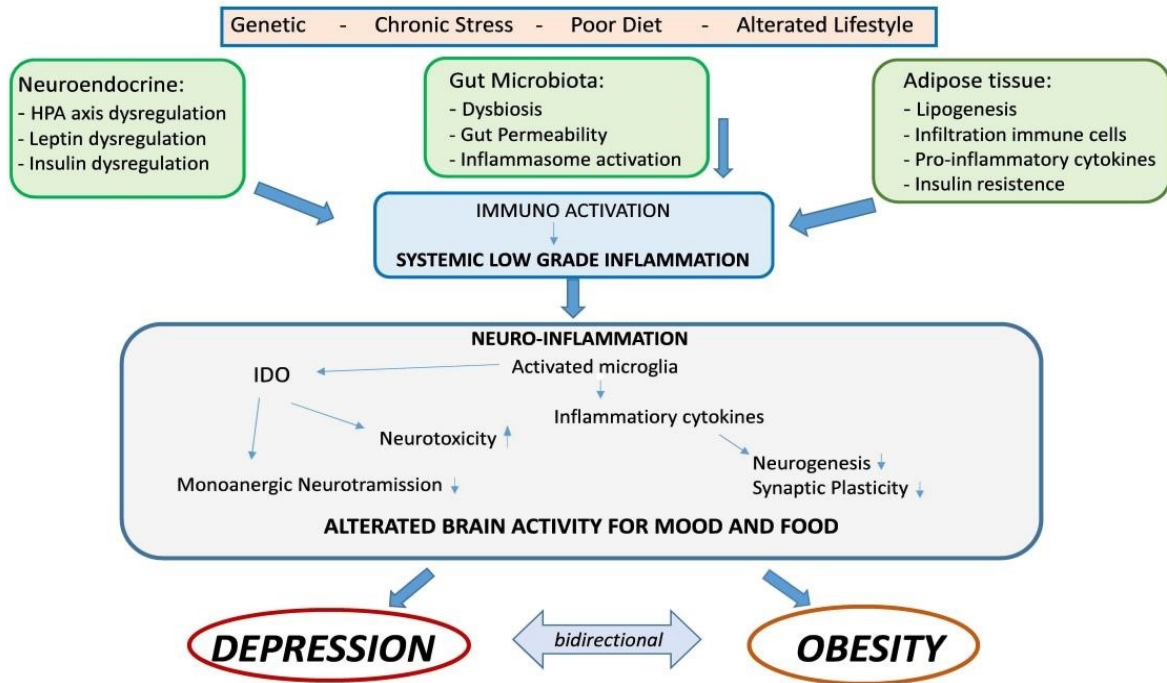 Genetic - Chronic Stress - Poor Diet - Alterated Lifestyle
Neuroendocrine:
- HPA axis dysregulation
- Leptin dysregulation
- Insulin dysregulation
Gut Microbiota:
- Dysbiosis
- Gut Permeability
- Inflammasome activation
Adipose tissue:
- Lipogenesis
- Infiltration immune cells
- Pro-inflammatory cytokines
- Insulin resistence
IMMUNO ACTIVATION
SYSTEMIC LOW GRADE INFLAMMATION
NEURO-INFLAMMATION
Activated microglia
IDO
Inflammatiory cytokines
Neurotoxicity
Neurogenesis
Monoanergic Neurotramission
Synaptic Plasticity
ALTERATED BRAIN ACTIVITY FOR MOOD AND FOOD
DEPRESSION
bidirectional
OBESITY